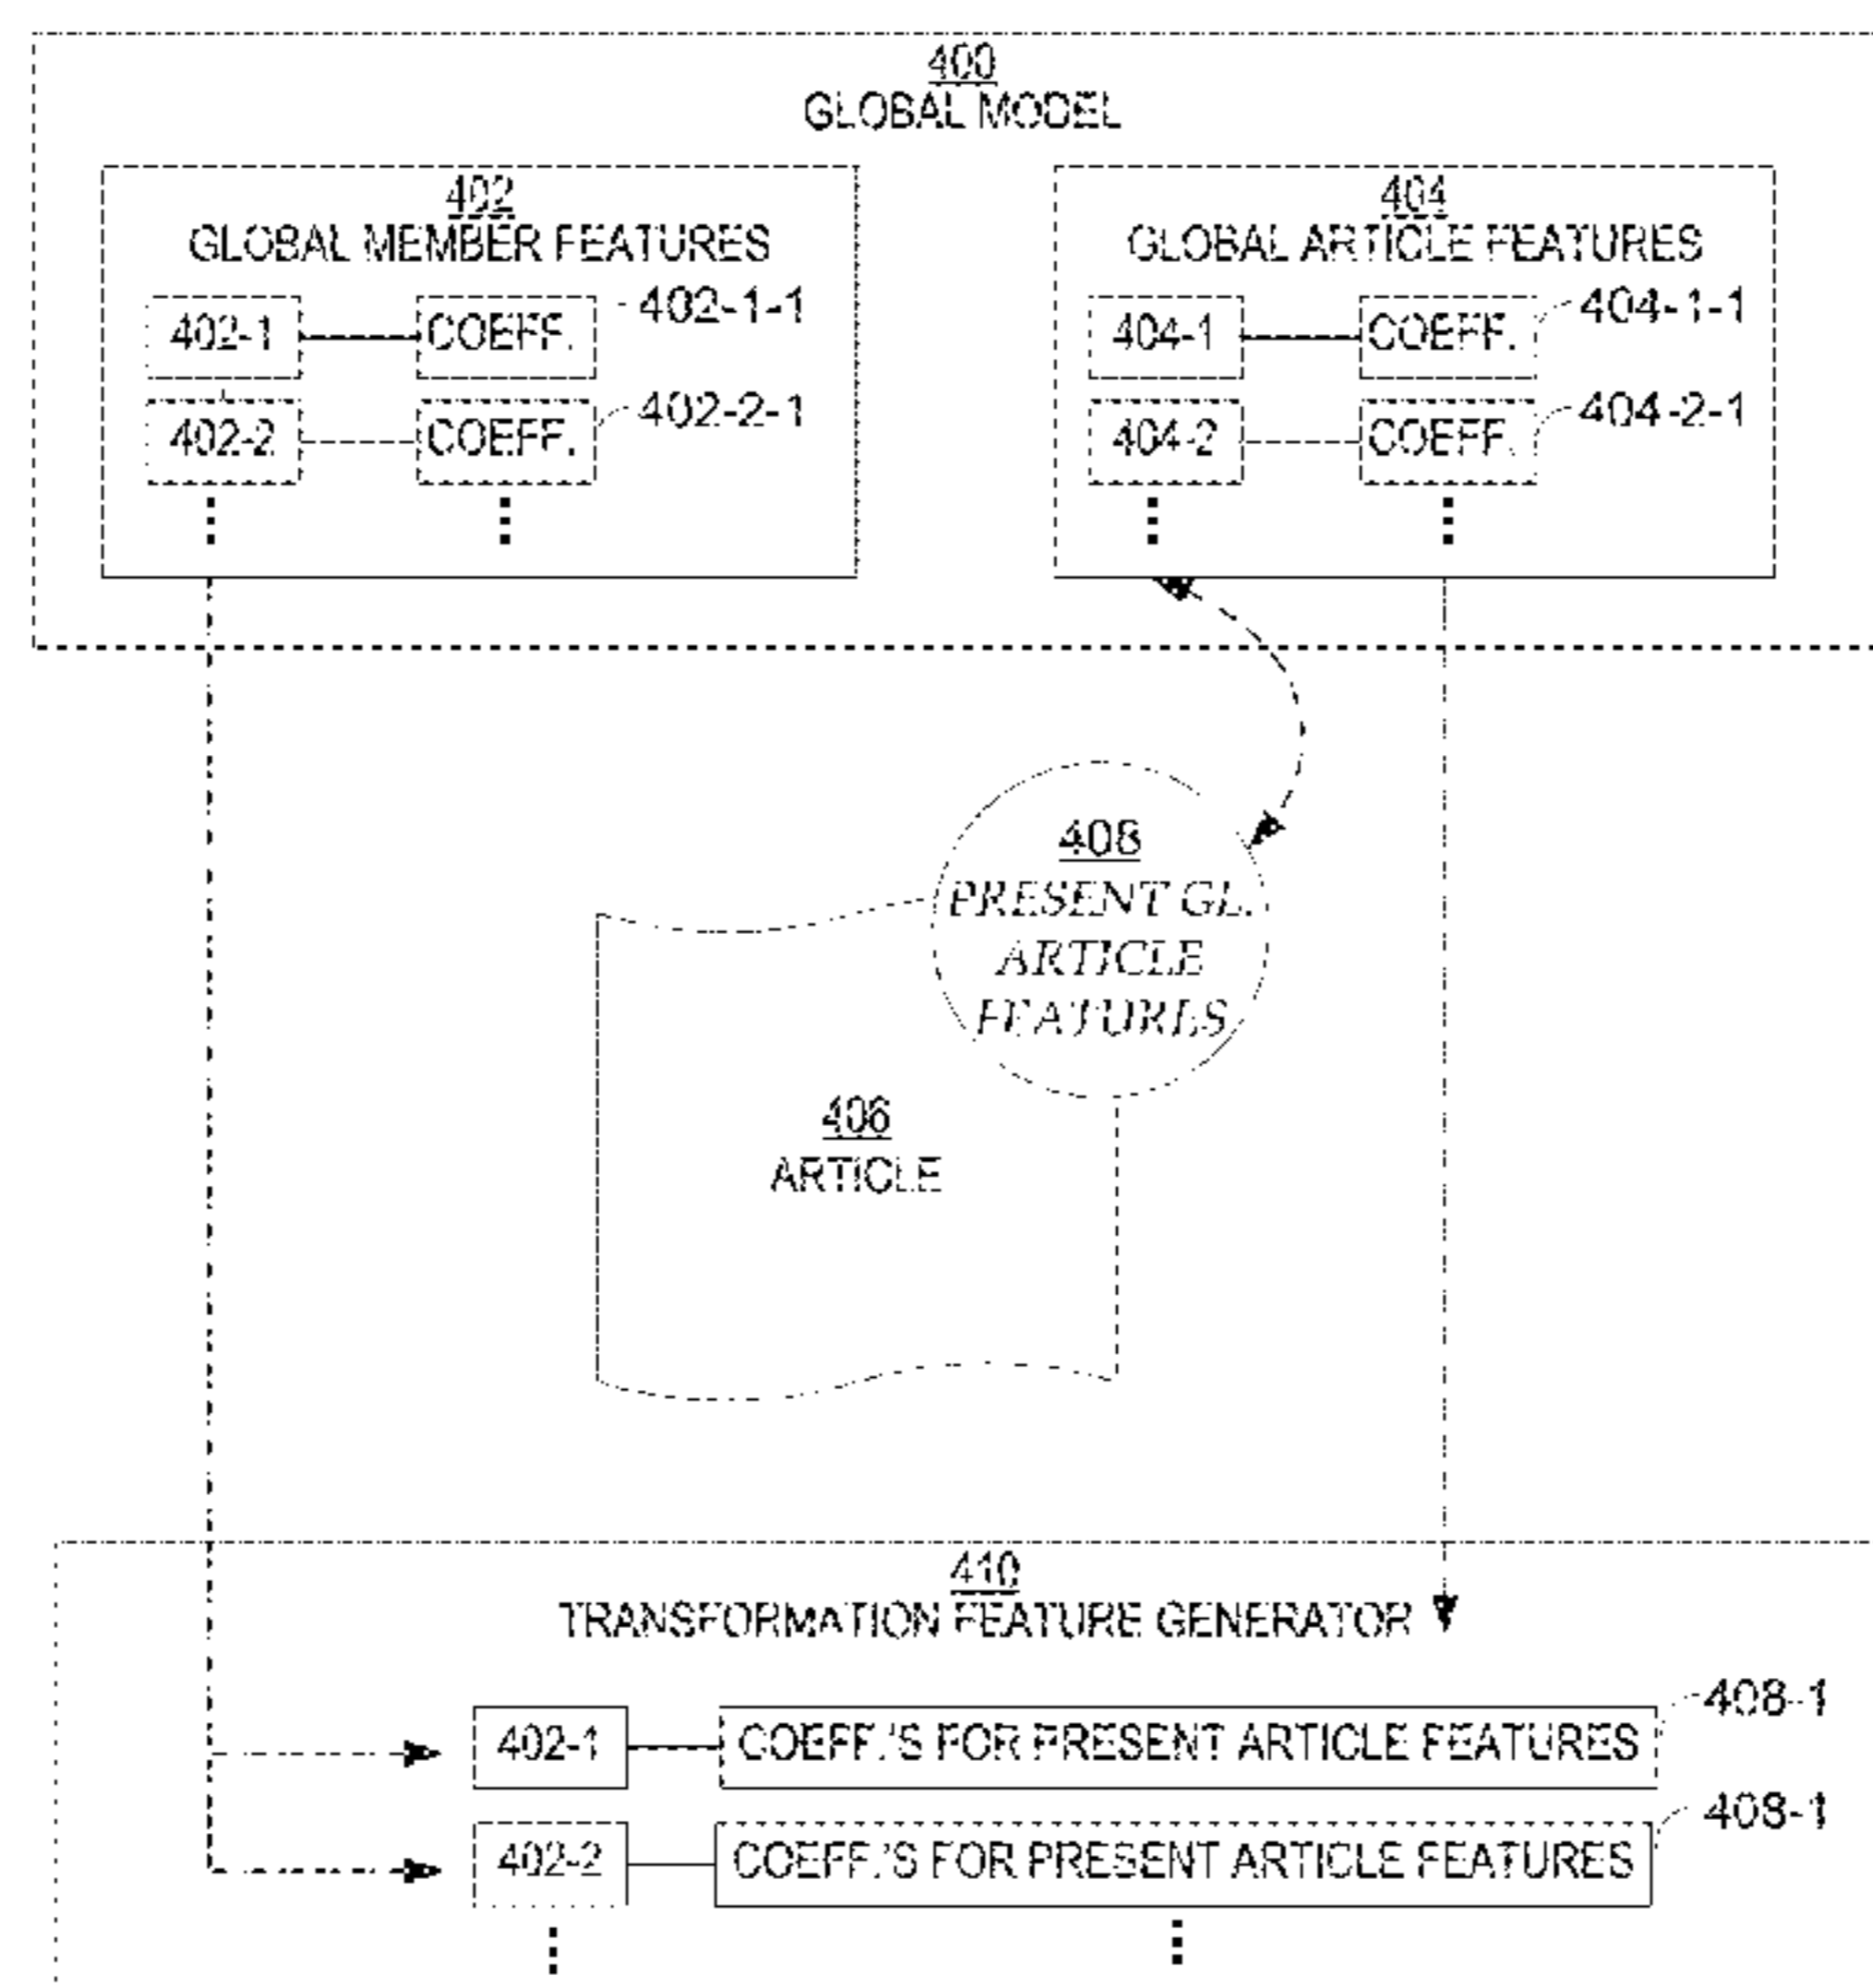 400
GLOBAL MODEL
402
GLOBAL MEMBER FEATURES
402-1
COEFF.
402-1-1
402-2
COEFF.
402-2-1
404
GLOBAL ARTICLE FEATURES
404-1
COEFF.
404-1-1
404-2
COEFF.
404-2-1
408
PRESENT GL.
ARTICLE
FEATURES
406
ARTICLE
410
TRANSFORMATION FEATURE GENERATOR
402-1
COEFF.'S FOR PRESENT ARTICLE FEATURES
408-1
402-2
COEFF.'S FOR PRESENT ARTICLE FEATURES
408-1